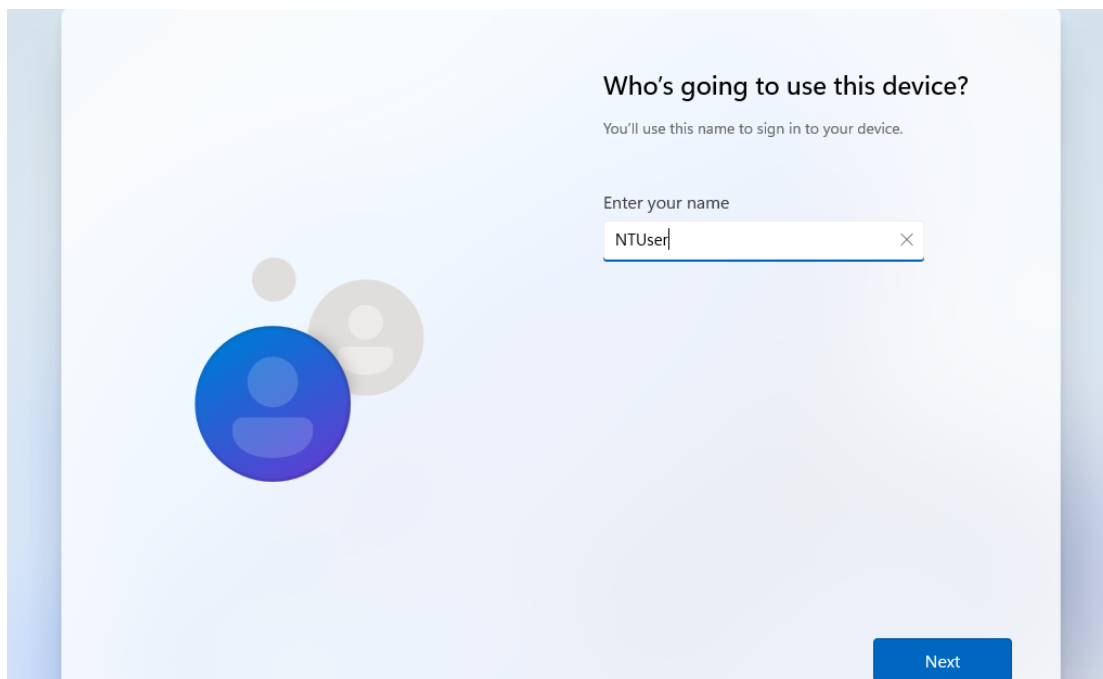 Who's going to use this device?
You'll use this name to sign in to your device.
Enter your name
NTUser
Next